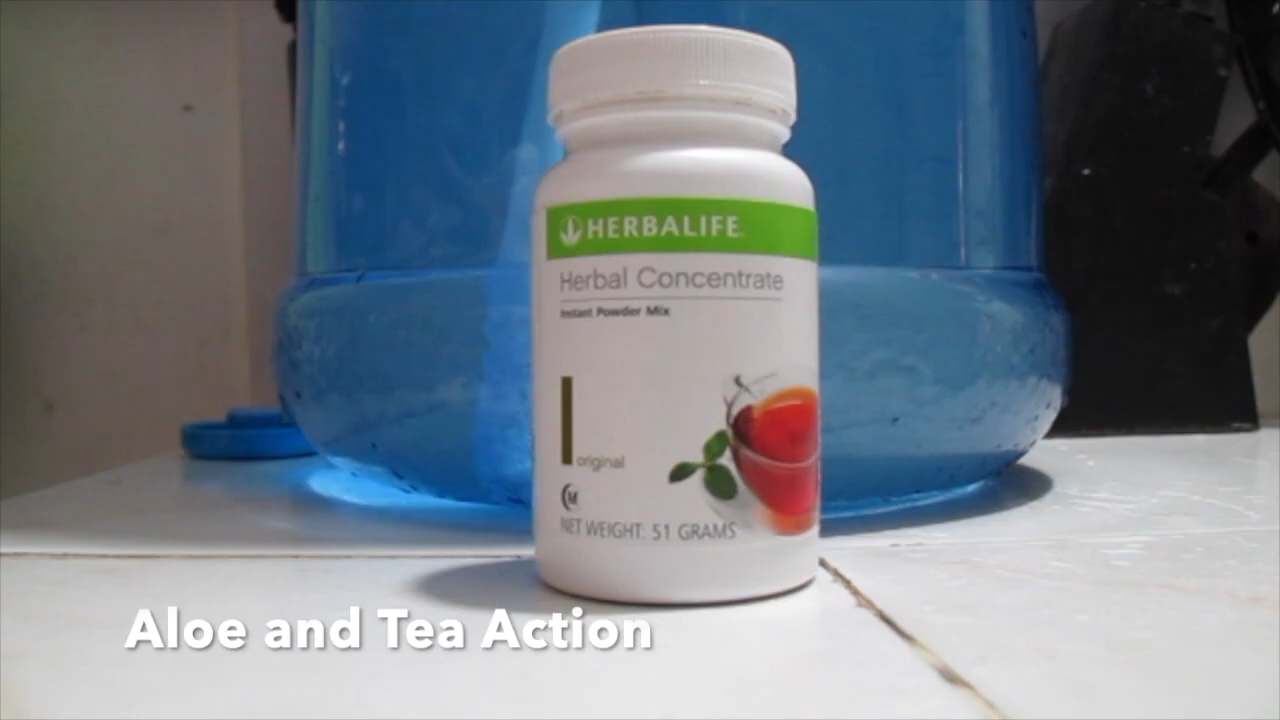 HERBALIFE
Herbal Concentrate
Instant Powder Mix
original
M
NET WEIGHT: 51 GRAMS
Aloe and Tea Action